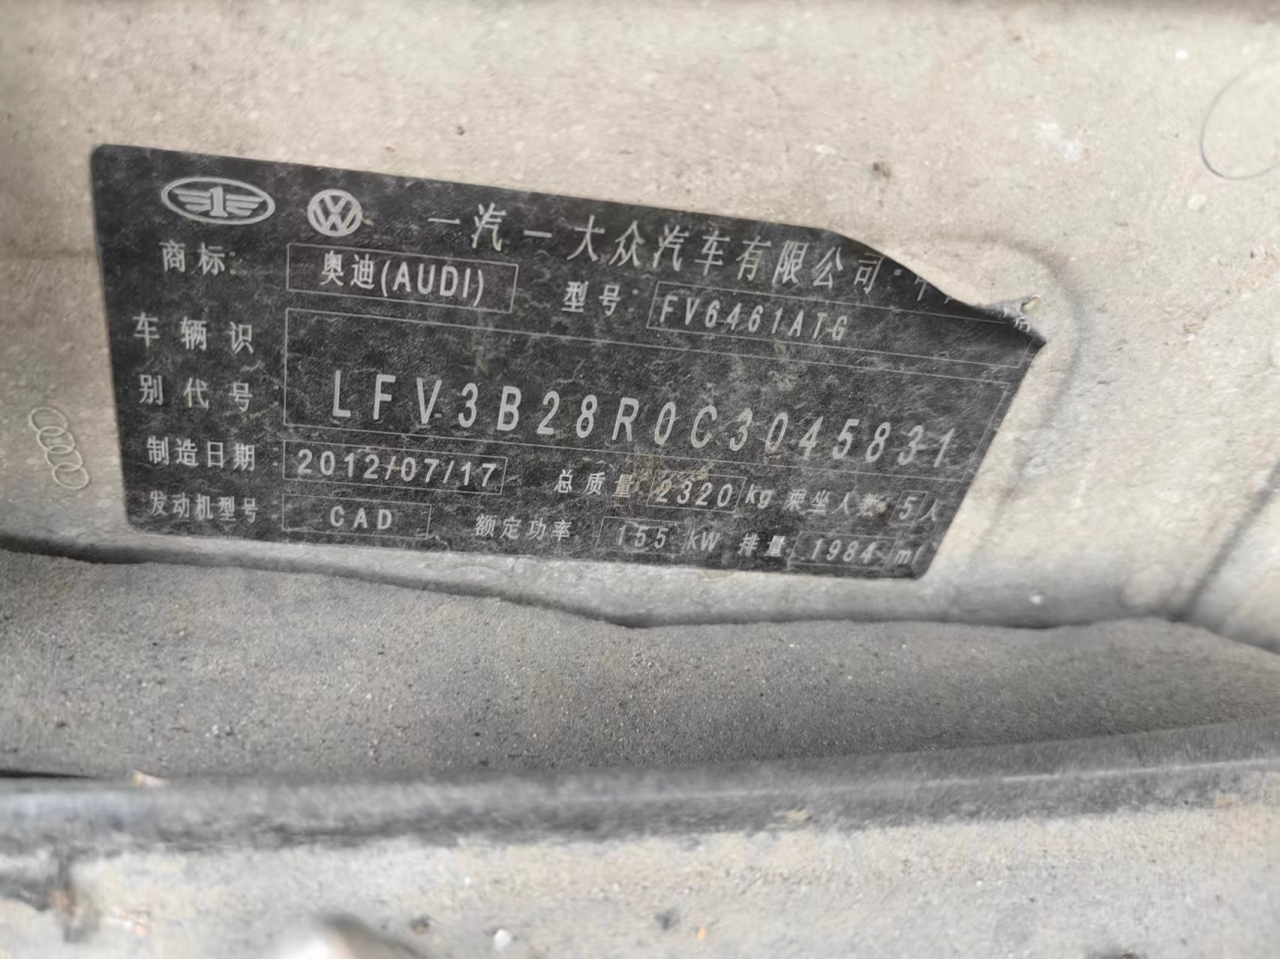 一汽－大众汽车有限公司·中
商标: 奥迪(AUDI) 型号: FV6461ATG
车辆识别代号 LFV3B28R0C3045831
制造日期 2012/07/17 总质量: 2320 kg 乘坐人数 5人
发动机型号 CAD 额定功率 155 kW 排量 1984 ml